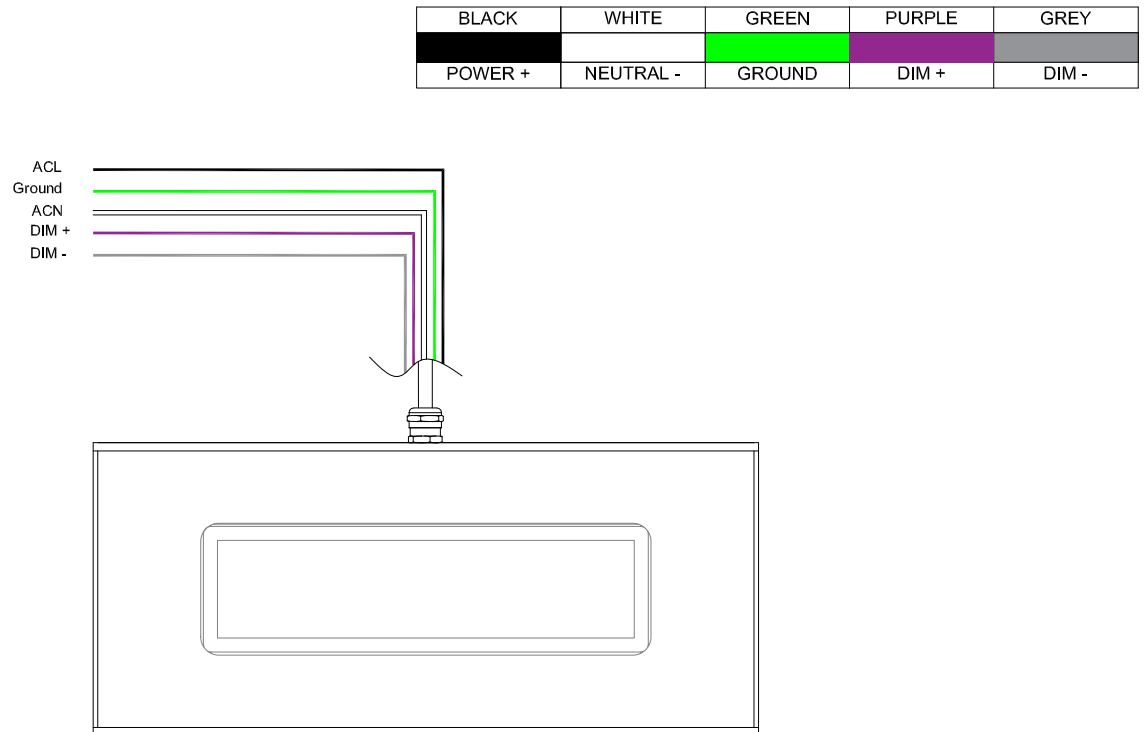 BLACK WHITE GREEN PURPLE GREY
POWER + NEUTRAL - GROUND DIM + DIM -
ACL
Ground
ACN
DIM +
DIM -